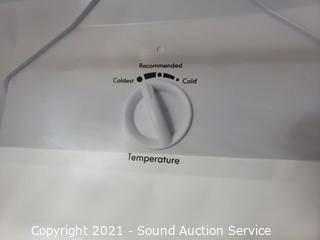 Recommended
Coldest Cold
Temperature
Copyright 2021 - Sound Auction Service